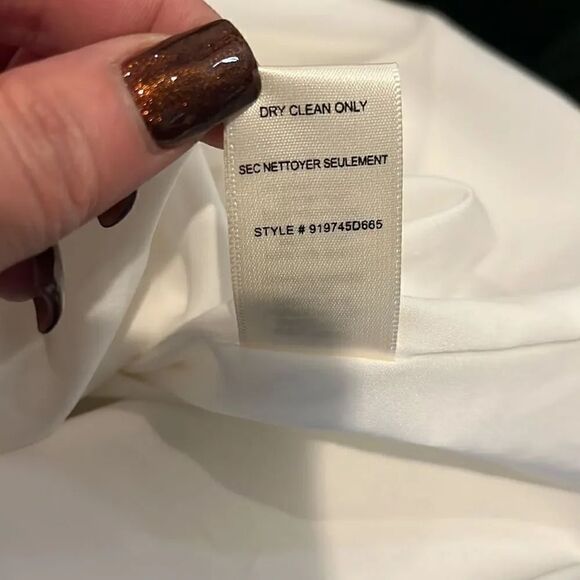 DRY CLEAN ONLY
SEC NETTOYER SEULEMENT
STYLE # 919745D665